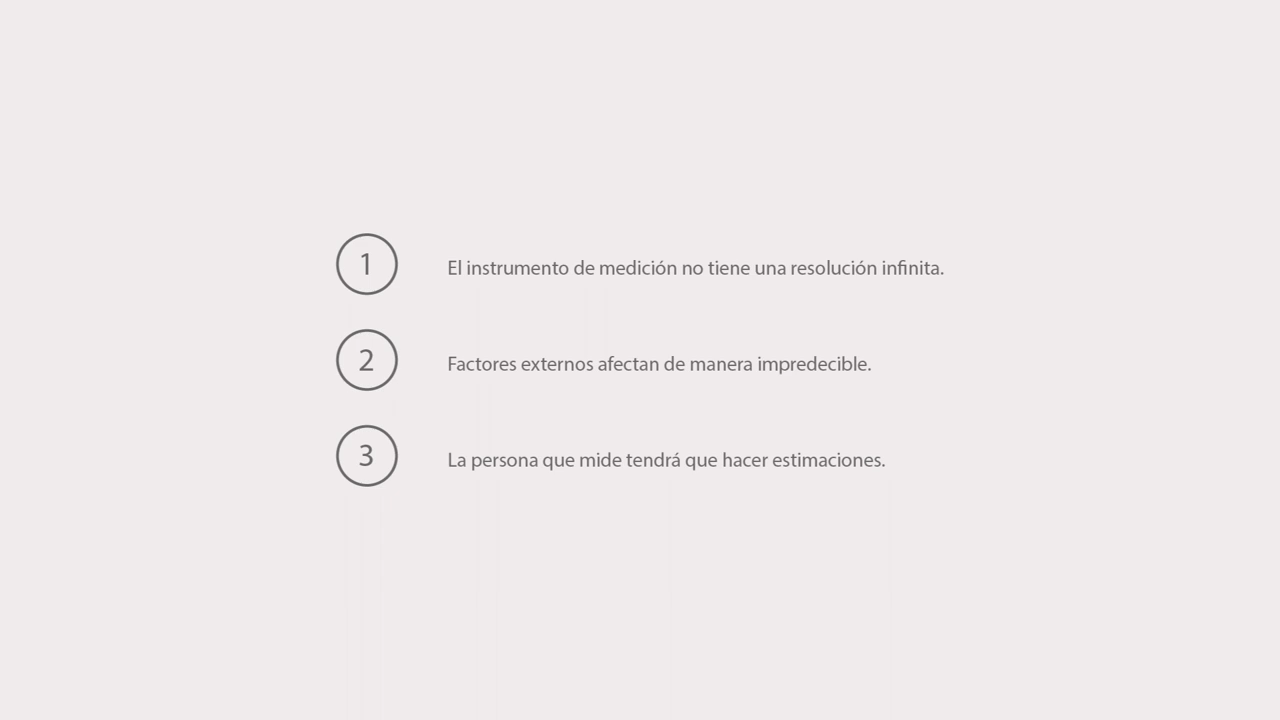 1 El instrumento de medición no tiene una resolución infinita.
2 Factores externos afectan de manera impredecible.
3 La persona que mide tendrá que hacer estimaciones.